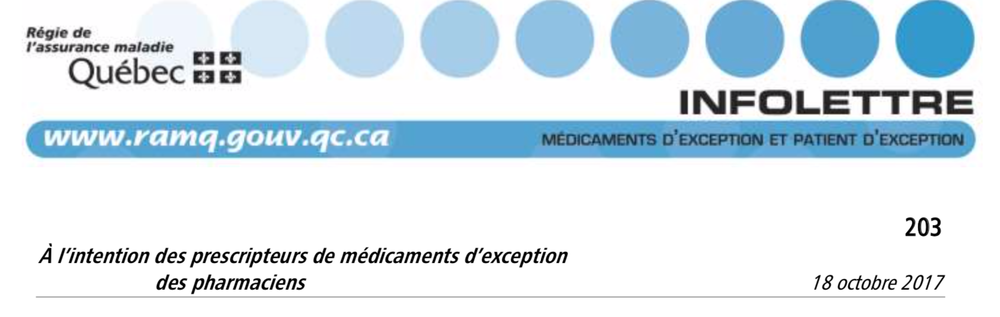 Régie de
l'assurance maladie
Québec
INFOLETTRE
www.ramq.gouv.qc.ca
MÉDICAMENTS D'EXCEPTION ET PATIENT D'EXCEPTION
203
À l'intention des prescripteurs de médicaments d'exception
des pharmaciens
18 octobre 2017